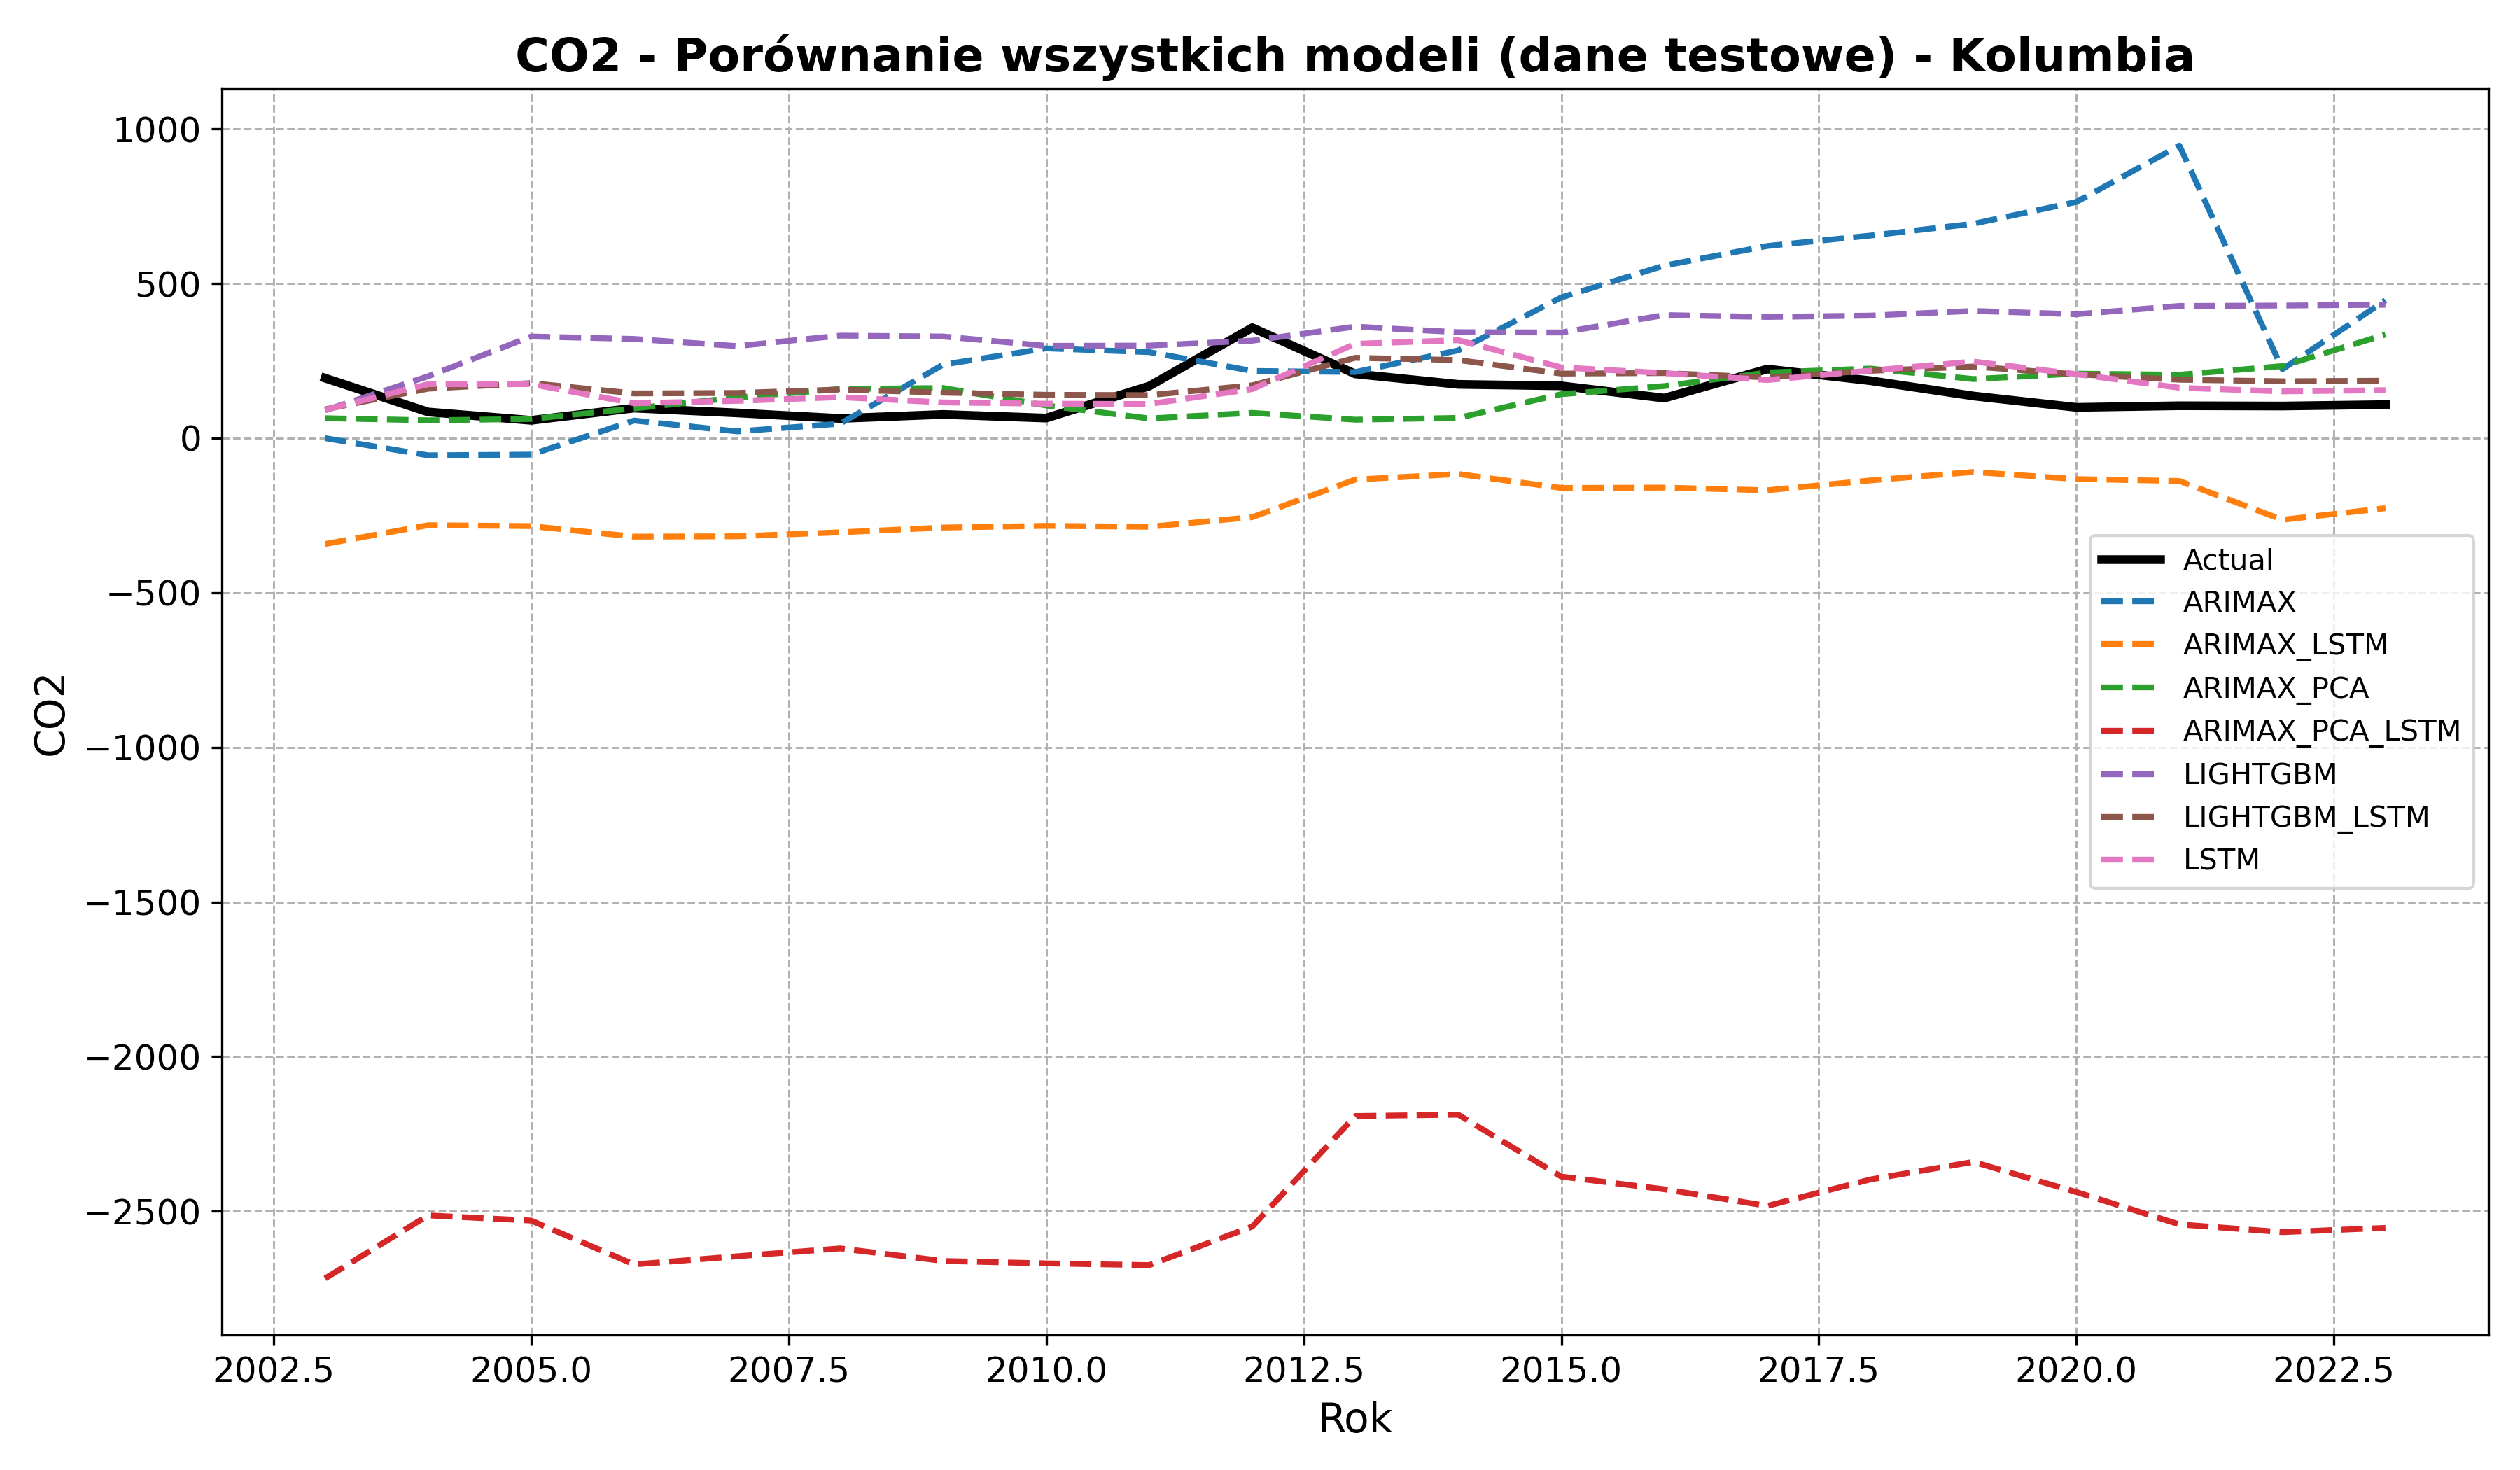 CO2 - Porównanie wszystkich modeli (dane testowe) - Kolumbia
CO2
1000
500
0
−500
−1000
−1500
−2000
−2500
2002.5
2005.0
2007.5
2010.0
2012.5
2015.0
2017.5
2020.0
2022.5
Rok
Actual
ARIMAX
ARIMAX_LSTM
ARIMAX_PCA
ARIMAX_PCA_LSTM
LIGHTGBM
LIGHTGBM_LSTM
LSTM